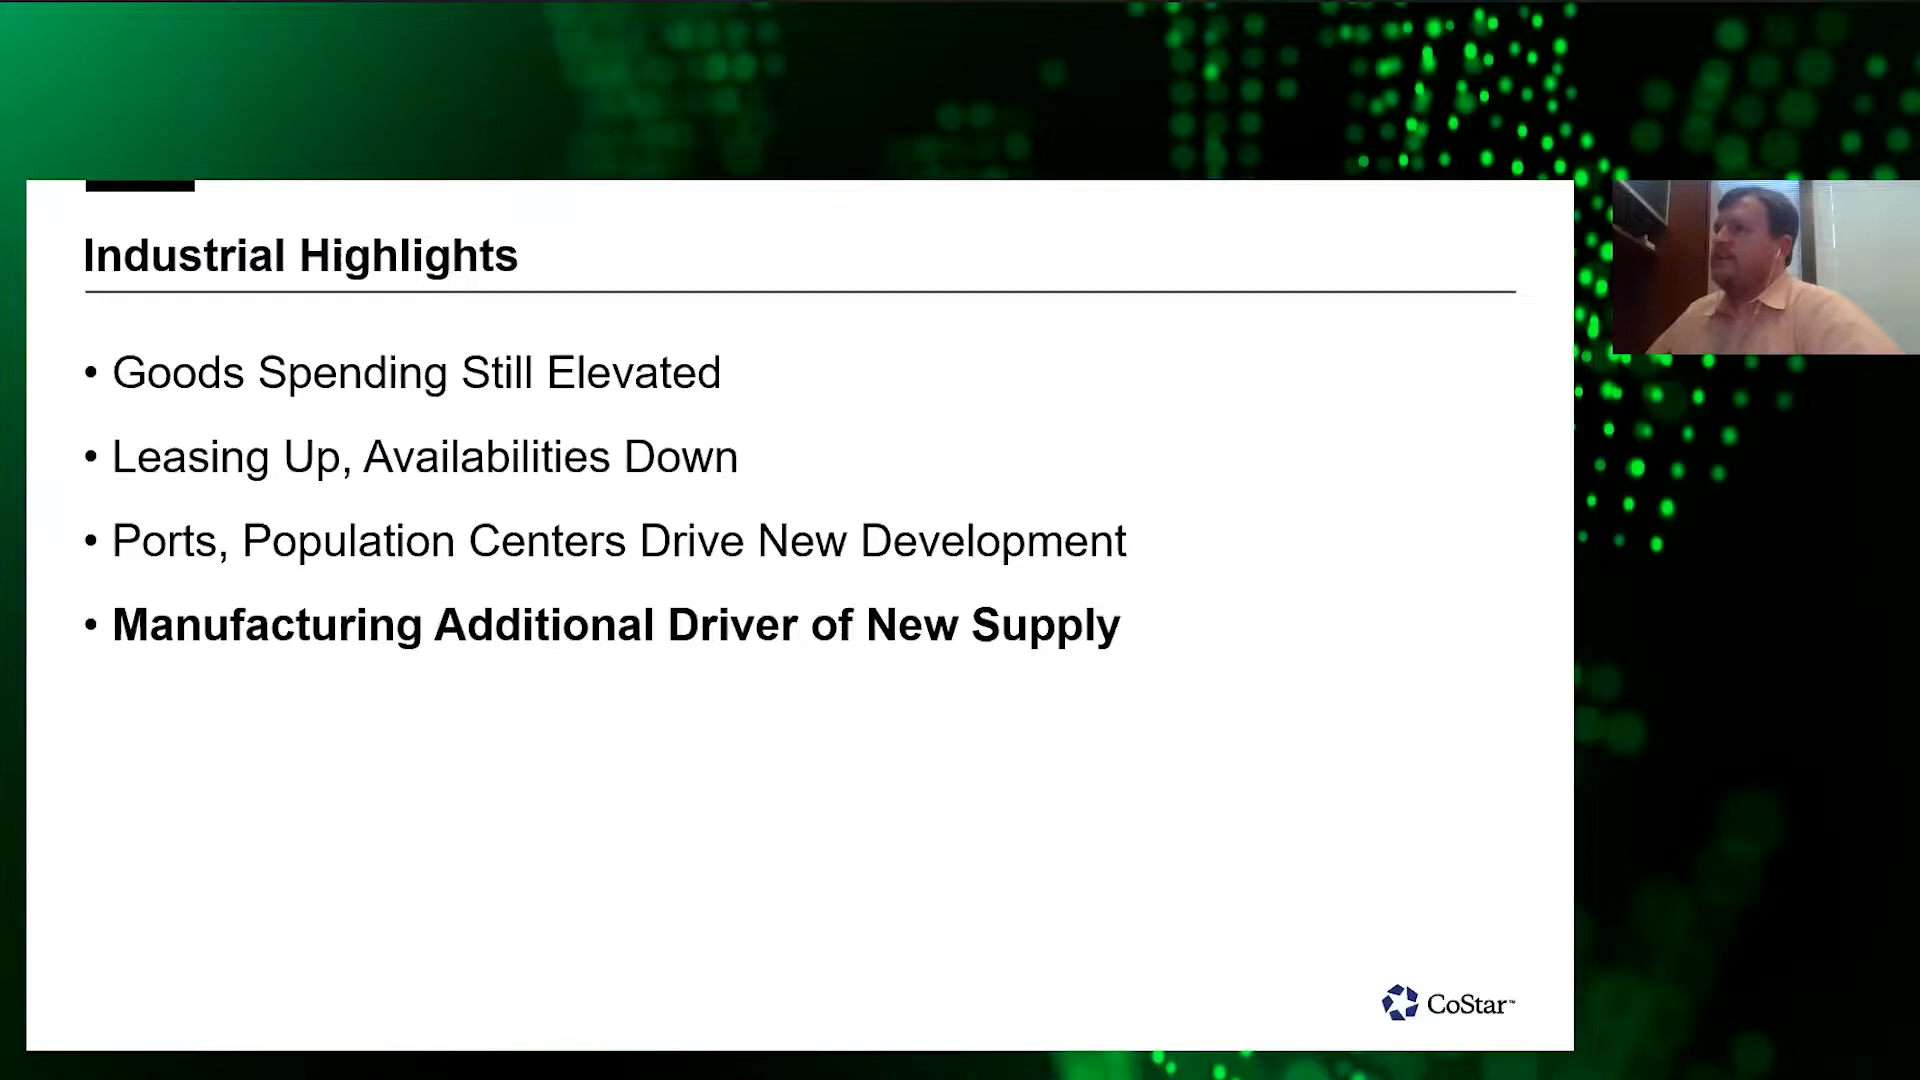 Industrial Highlights
• Goods Spending Still Elevated
• Leasing Up, Availabilities Down
• Ports, Population Centers Drive New Development
• Manufacturing Additional Driver of New Supply
CoStar™